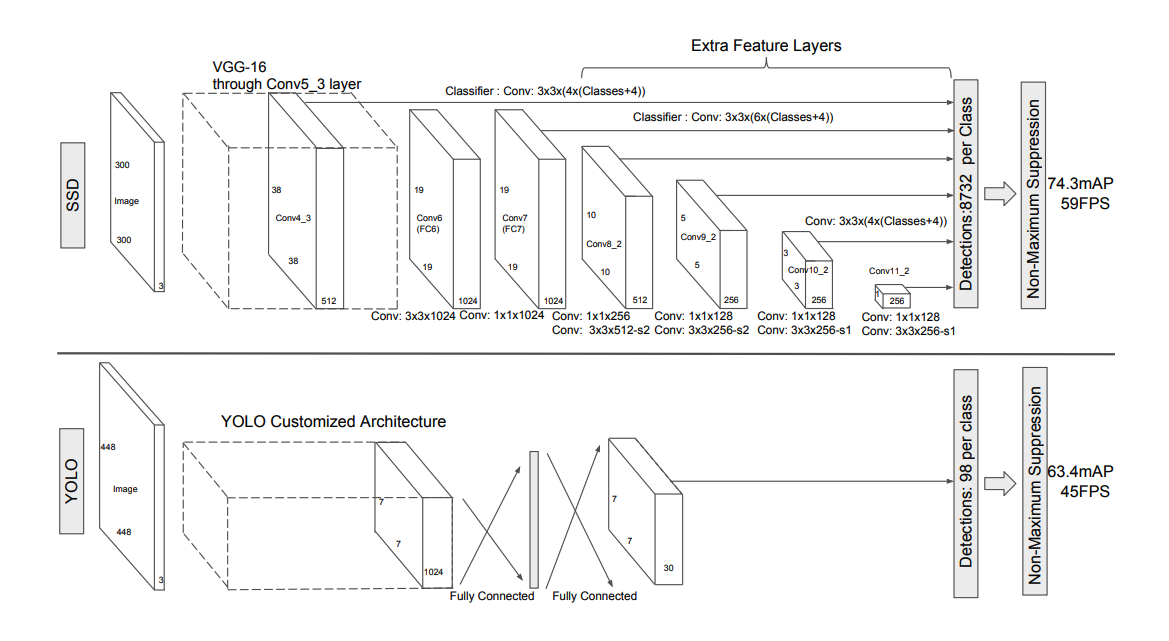 Extra Feature Layers
VGG-16
through Conv5_3 layer
Classifier : Conv: 3x3x(4x(Classes+4))
Classifier : Conv: 3x3x(6x(Classes+4))
SSD
300
Image
300
3
38
Conv4_3
38
512
19
Conv6
(FC6)
19
1024
19
Conv7
(FC7)
19
1024
10
Conv8_2
10
512
5
Conv9_2
5
256
Conv: 3x3x(4x(Classes+4))
3
Conv10_2
3
256
Conv11_2
1
256
Detections:8732 per Class
Non-Maximum Suppression
74.3mAP
59FPS
Conv: 3x3x1024
Conv: 1x1x1024
Conv: 1x1x256
Conv: 3x3x512-s2
Conv: 1x1x128
Conv: 3x3x256-s2
Conv: 1x1x128
Conv: 3x3x256-s1
Conv: 1x1x128
Conv: 3x3x256-s1
YOLO
448
Image
448
3
YOLO Customized Architecture
7
7
1024
Fully Connected
Fully Connected
7
7
30
Detections: 98 per class
Non-Maximum Suppression
63.4mAP
45FPS